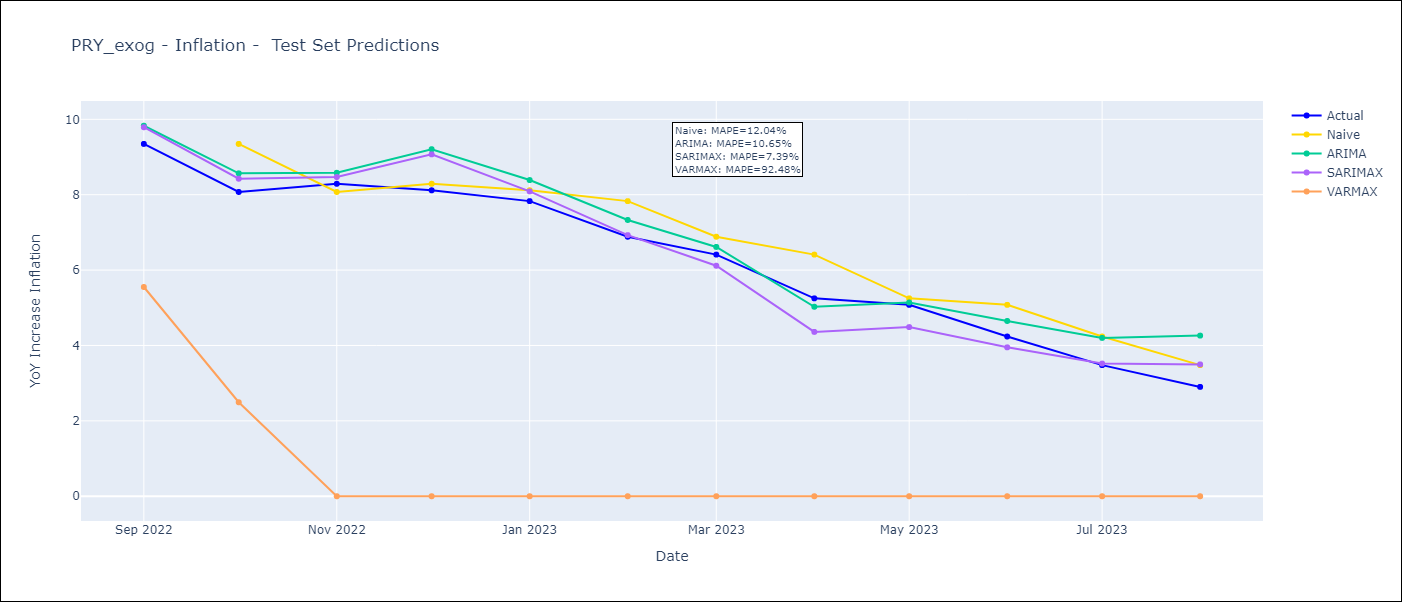 PRY_exog - Inflation - Test Set Predictions
Naive: MAPE=12.04%
ARIMA: MAPE=10.65%
SARIMAX: MAPE=7.39%
VARMAX: MAPE=92.48%
Actual
Naive
ARIMA
SARIMAX
VARMAX
YoY Increase Inflation
10
8
6
4
2
0
Sep 2022
Nov 2022
Jan 2023
Mar 2023
May 2023
Jul 2023
Date